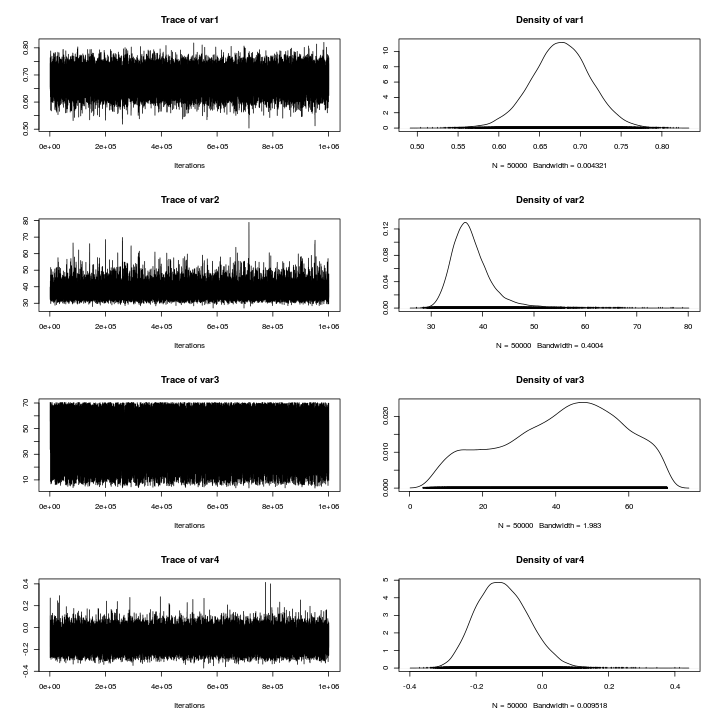 Trace of var1
0.50 0.60 0.70 0.80
0e+00 2e+05 4e+05 6e+05 8e+05 1e+06
Iterations
Density of var1
0 2 4 6 8 10
0.50 0.55 0.60 0.65 0.70 0.75 0.80
N = 50000 Bandwidth = 0.004321
Trace of var2
30 40 50 60 70 80
0e+00 2e+05 4e+05 6e+05 8e+05 1e+06
Iterations
Density of var2
0.00 0.04 0.08 0.12
30 40 50 60 70 80
N = 50000 Bandwidth = 0.4004
Trace of var3
10 30 50 70
0e+00 2e+05 4e+05 6e+05 8e+05 1e+06
Iterations
Density of var3
0.000 0.010 0.020
0 20 40 60
N = 50000 Bandwidth = 1.983
Trace of var4
-0.4 -0.2 0.0 0.2 0.4
0e+00 2e+05 4e+05 6e+05 8e+05 1e+06
Iterations
Density of var4
0 1 2 3 4 5
-0.4 -0.2 0.0 0.2 0.4
N = 50000 Bandwidth = 0.009518